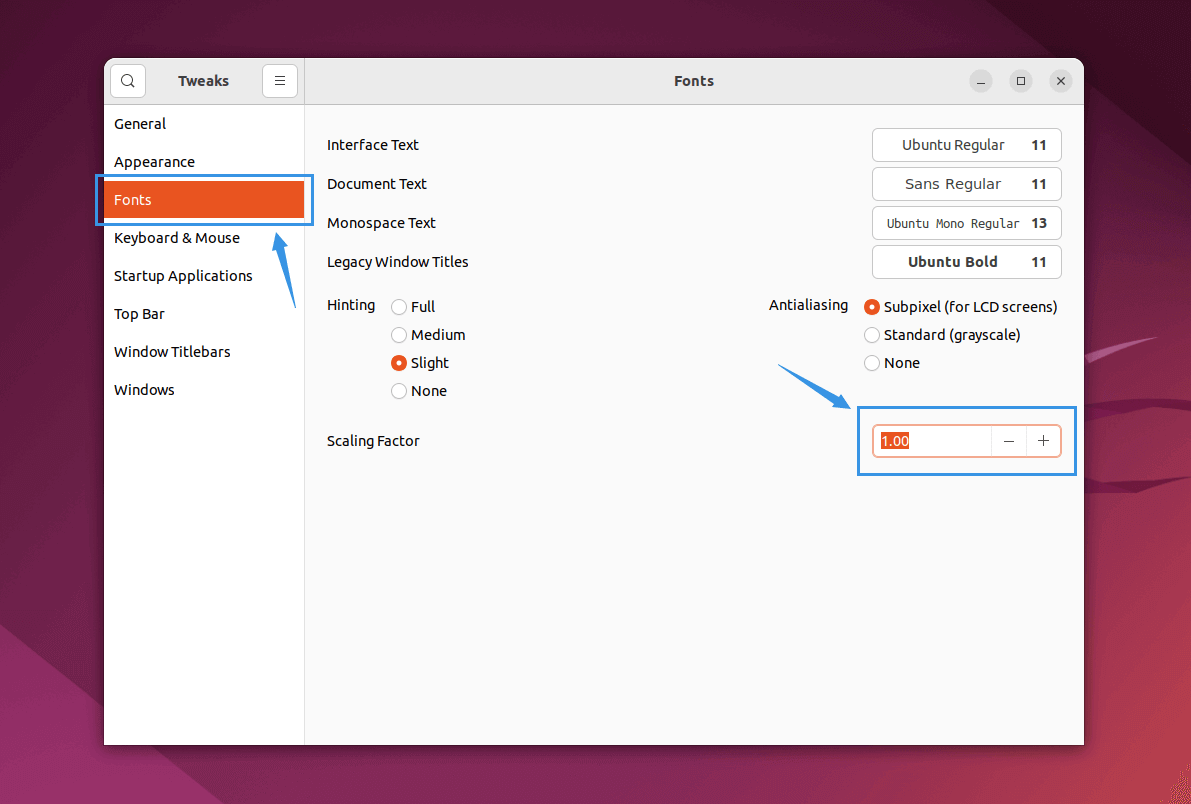 Tweaks
Fonts
General
Appearance
Fonts
Keyboard & Mouse
Startup Applications
Top Bar
Window Titlebars
Windows
Interface Text Ubuntu Regular 11
Document Text Sans Regular 11
Monospace Text Ubuntu Mono Regular 13
Legacy Window Titles Ubuntu Bold 11
Hinting Full Antialiasing Subpixel (for LCD screens)
Medium Standard (grayscale)
Slight None
None
Scaling Factor 1.00 − +